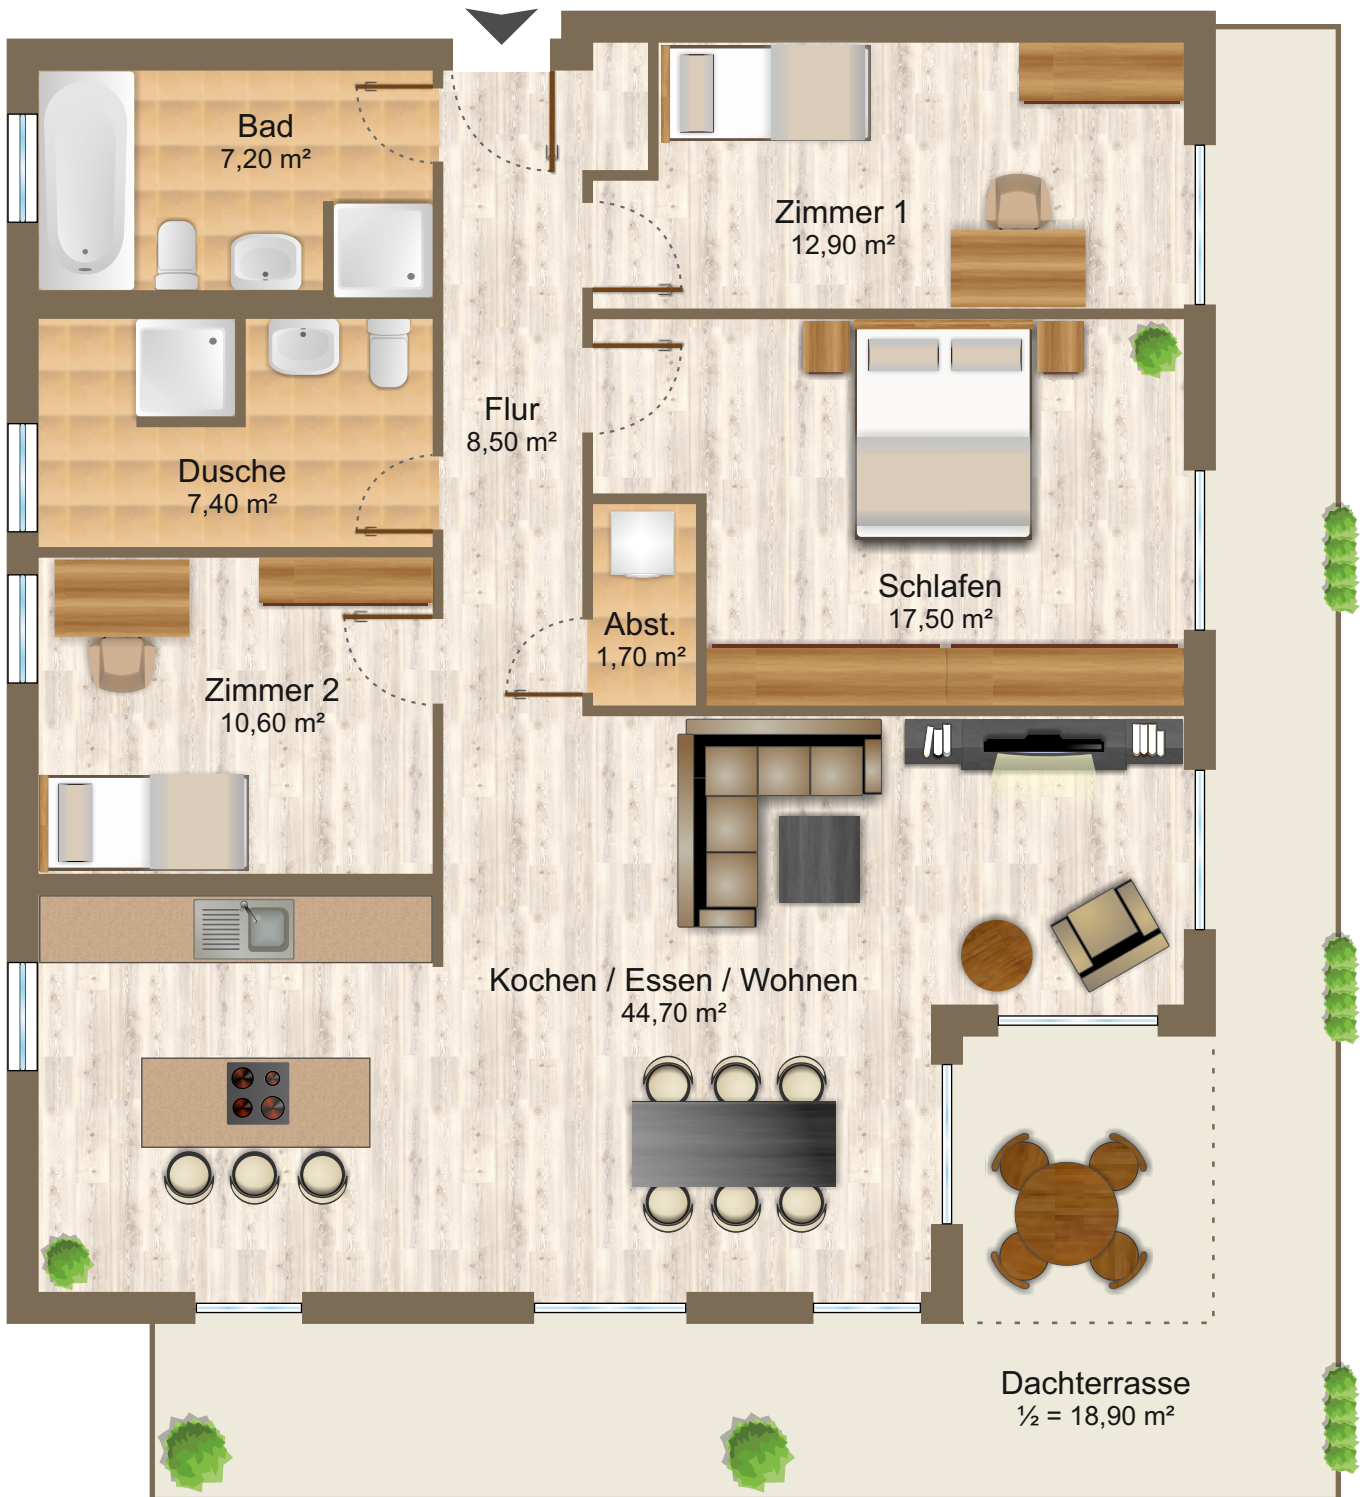 Bad
7,20 m²
Zimmer 1
12,90 m²
Flur
8,50 m²
Dusche
7,40 m²
Schlafen
17,50 m²
Abst.
1,70 m²
Zimmer 2
10,60 m²
Kochen / Essen / Wohnen
44,70 m²
Dachterrasse
½ = 18,90 m²